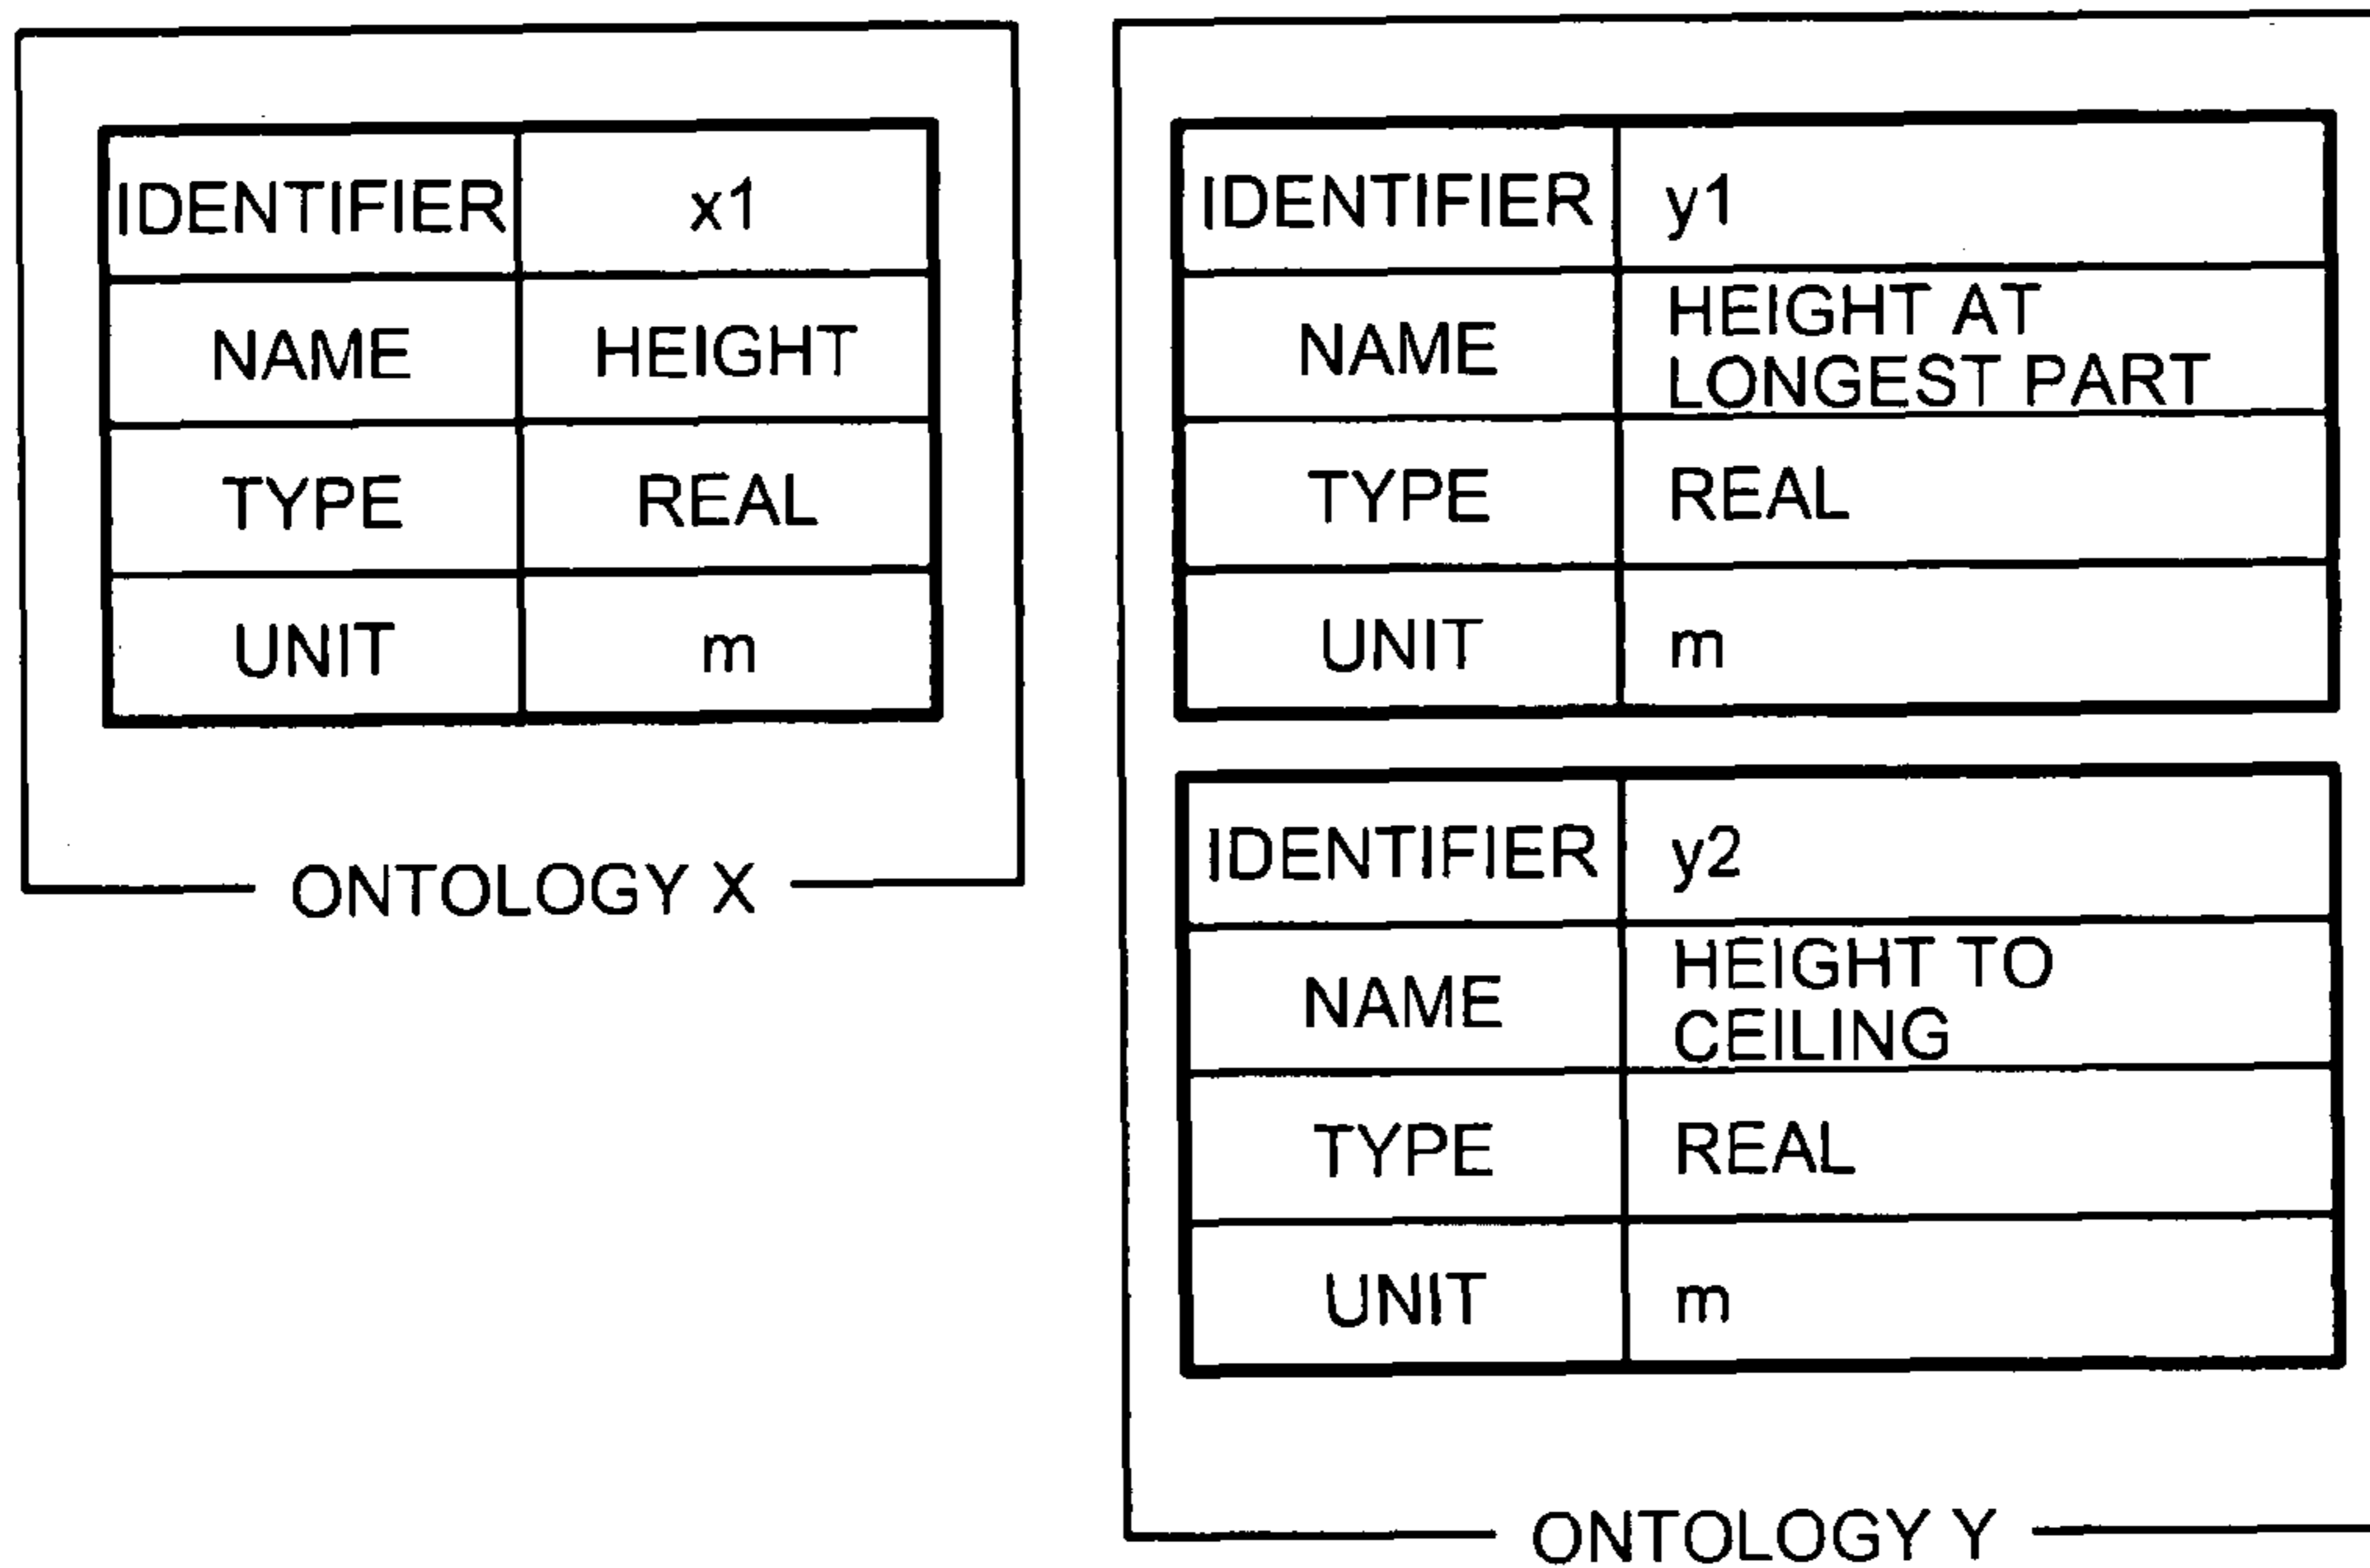 IDENTIFIER x1
NAME HEIGHT
TYPE REAL
UNIT m
ONTOLOGY X
IDENTIFIER y1
NAME HEIGHT AT
LONGEST PART
TYPE REAL
UNIT m
IDENTIFIER y2
NAME HEIGHT TO
CEILING
TYPE REAL
UNIT m
ONTOLOGY Y